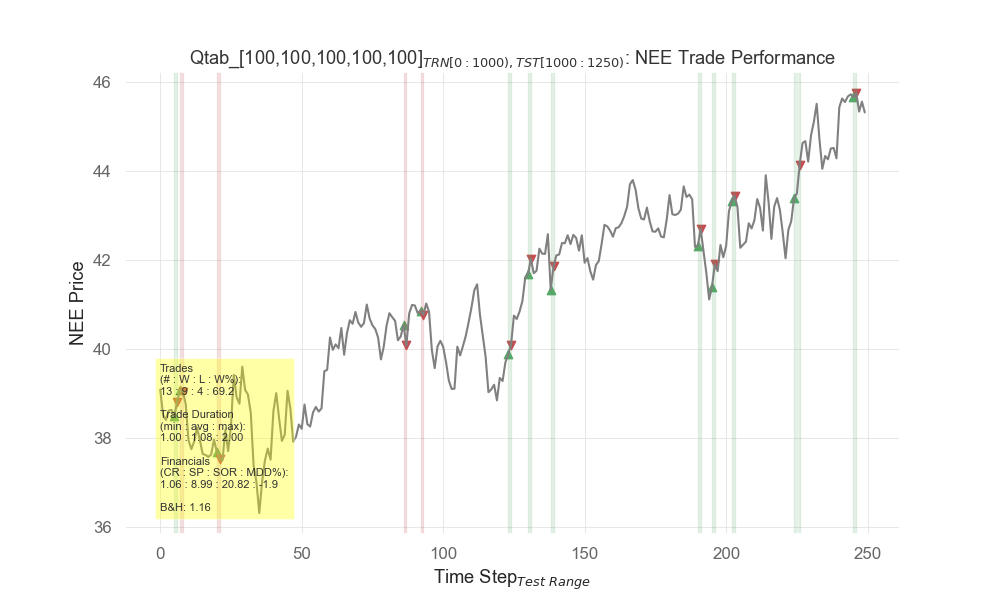 Qtab_[100,100,100,100,100]TRN[0 : 1000), TST[1000 : 1250): NEE Trade Performance
46
44
42
40
38
36
NEE Price
Trades
(# : W : L : W%):
13 : 9 : 4 : 69.2
Trade Duration
(min : avg : max):
1.00 : 1.08 : 2.00
Financials
(CR : SP : SOR : MDD%):
1.06 : 8.99 : 20.82 : -1.9
B&H: 1.16
0 50 100 150 200 250
Time StepTest Range